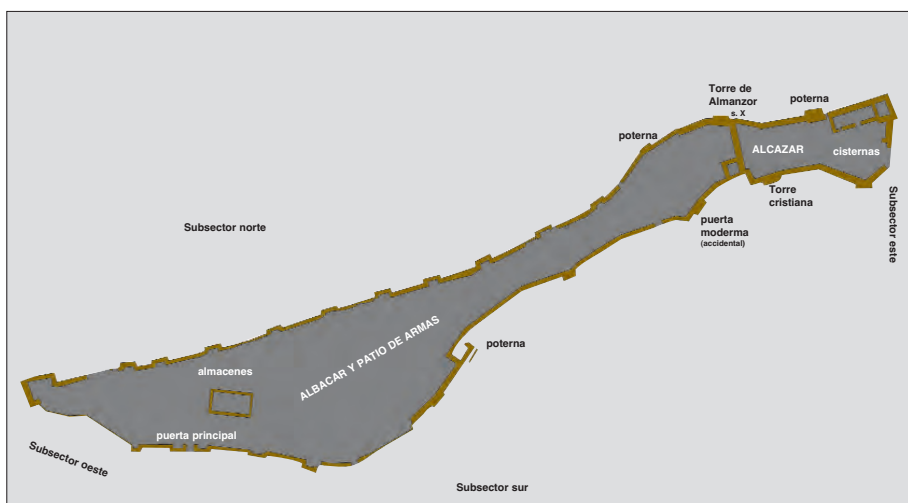 Torre de
Almanzor
s. X
poterna
poterna
ALCAZAR
cisternas
Torre
cristiana
puerta
moderma
(accidental)
Subsector este
Subsector norte
ALBACAR Y PATIO DE ARMAS
poterna
almacenes
puerta principal
Subsector oeste
Subsector sur